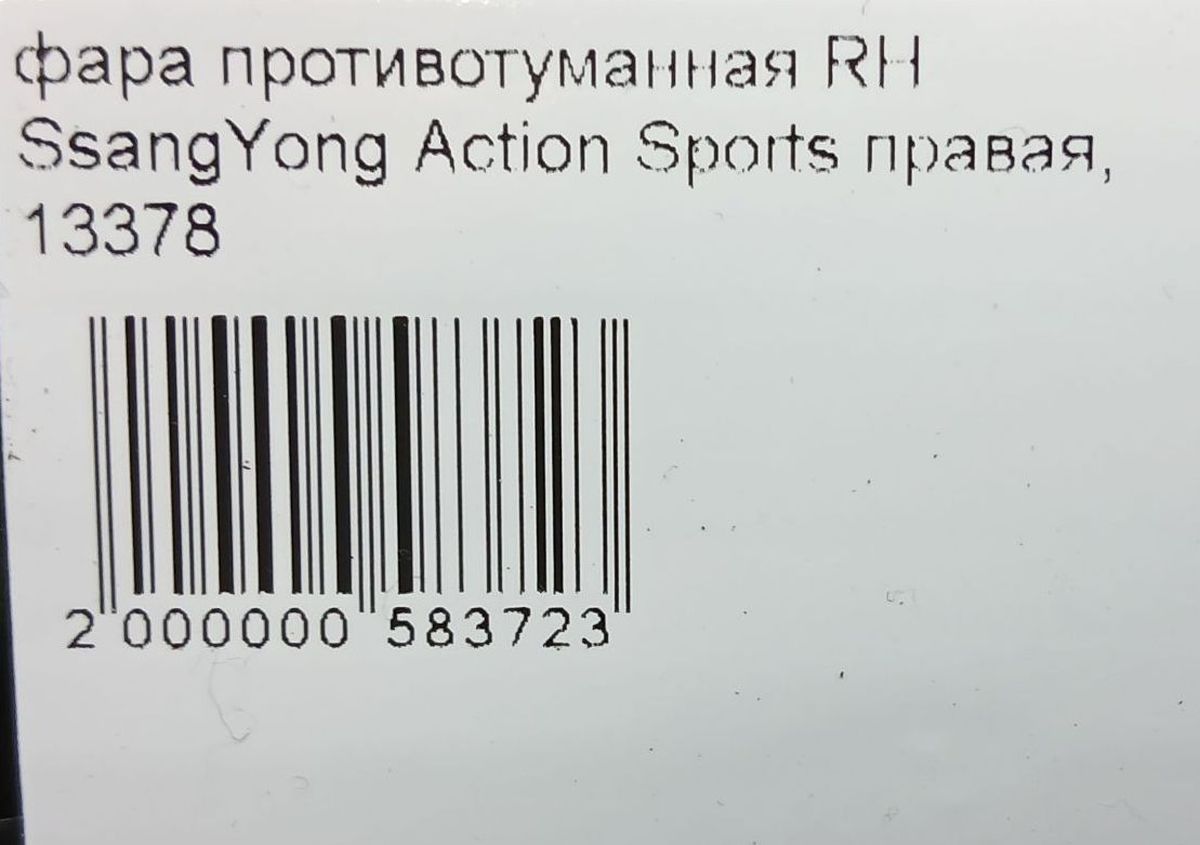 фара противотуманная RH
SsangYong Action Sports правая,
13378
2 000000 583723